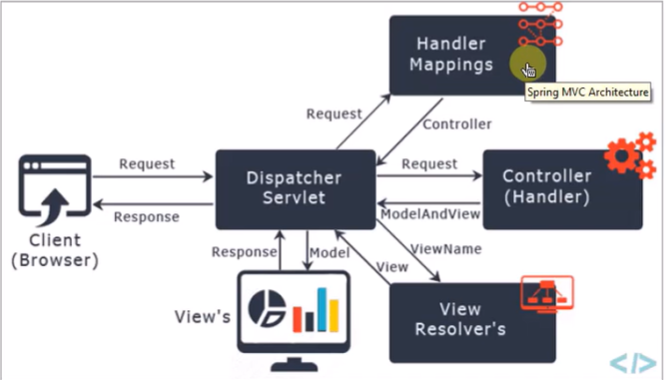 Handler
Mappings
Spring MVC Architecture
Request
Controller
Request
Dispatcher
Servlet
Request
Controller
(Handler)
Response
ModelAndView
Client
(Browser)
Response
Model
ViewName
View
View's
View
Resolver's
</>